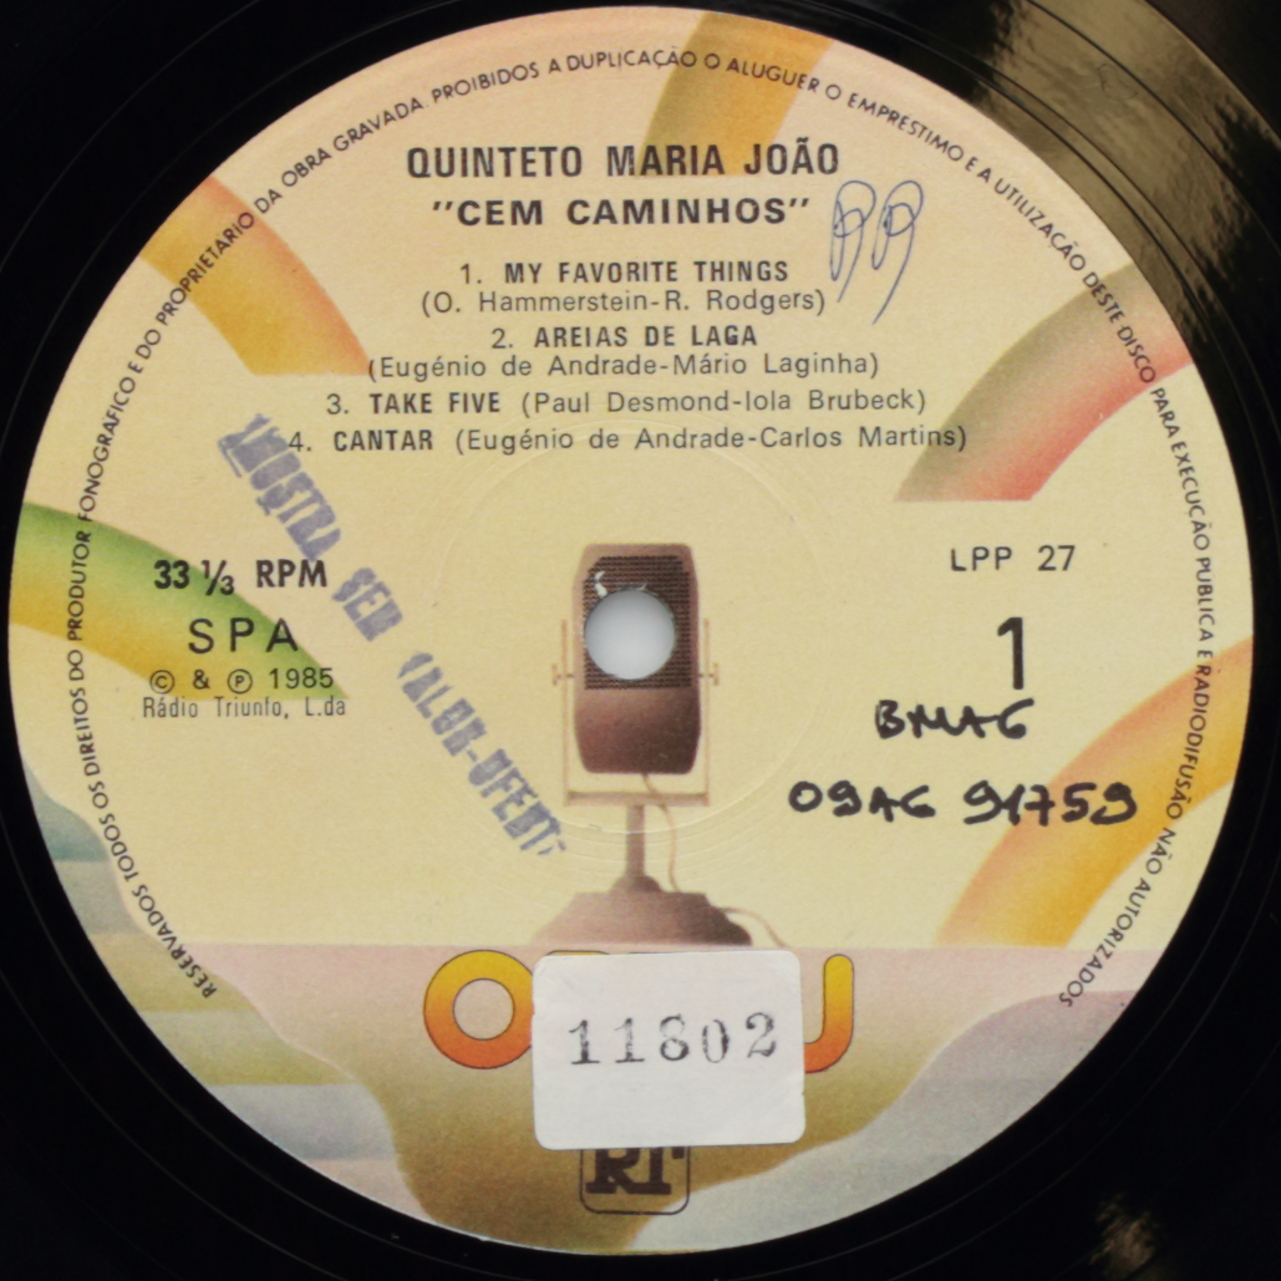 RESERVADOS TODOS OS DIREITOS DO PRODUTOR FONOGRAFICO E DO PROPRIETARIO DA OBRA GRAVADA. PROIBIDOS A DUPLICAÇÃO O ALUGUER O EMPRESTIMO E A UTILIZAÇÃO DESTE DISCO PARA EXECUÇÃO PUBLICA E RADIODIFUSÃO NÃO AUTORIZADOS
QUINTETO MARIA JOÃO
"CEM CAMINHOS"
1. MY FAVORITE THINGS
(O. Hammerstein-R. Rodgers)
2. AREIAS DE LAGA
(Eugénio de Andrade-Mário Laginha)
3. TAKE FIVE (Paul Desmond-Iola Brubeck)
4. CANTAR (Eugénio de Andrade-Carlos Martins)
AMOSTRA SEM VALOR-OFERTA
33 ⅓ RPM
SPA
© & ℗ 1985
Rádio Triunfo, L.da
LPP 27
1
BMAG
09AG 91759
11802
RT